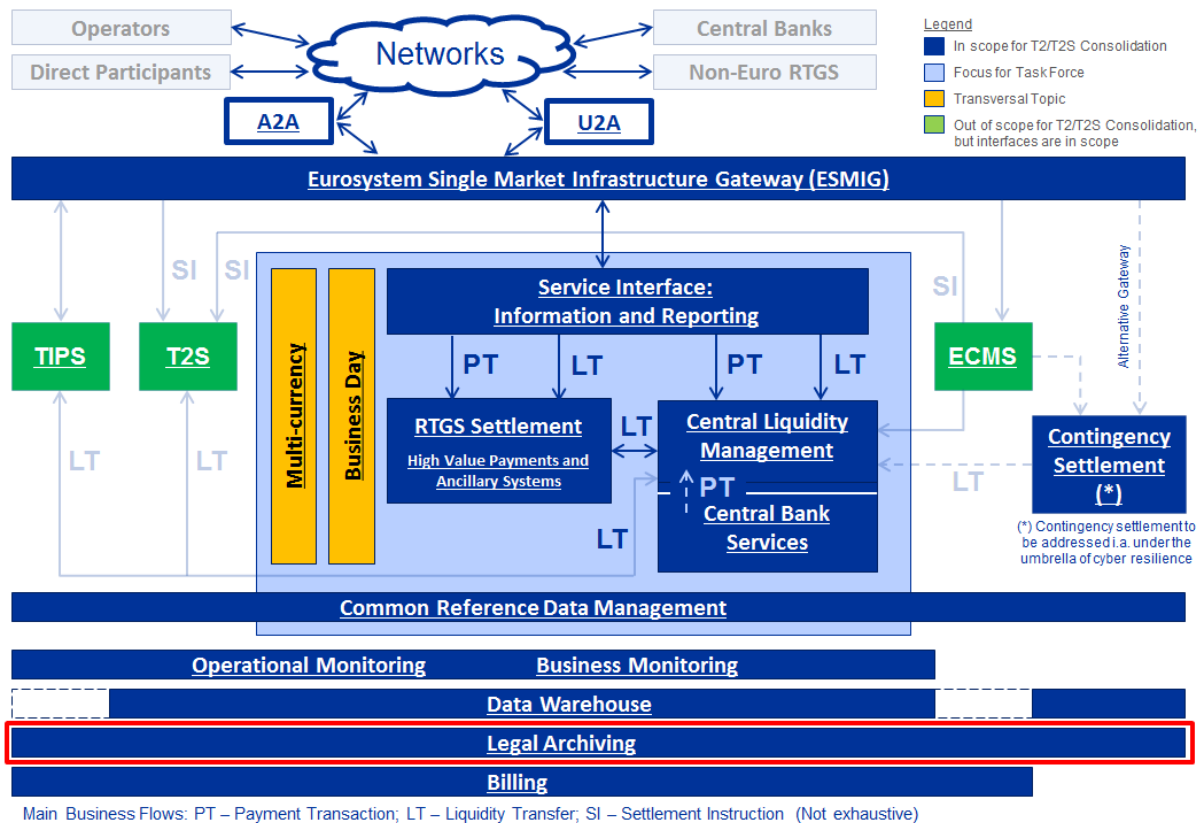 Operators
Direct Participants
Networks
Central Banks
Non-Euro RTGS
Legend
In scope for T2/T2S Consolidation
Focus for Task Force
Transversal Topic
Out of scope for T2/T2S Consolidation,
but interfaces are in scope
A2A
U2A
Eurosystem Single Market Infrastructure Gateway (ESMIG)
SI
SI
SI
Alternative Gateway
Multi-currency
Business Day
Service Interface:
Information and Reporting
TIPS
T2S
ECMS
PT
LT
PT
LT
RTGS Settlement
High Value Payments and
Ancillary Systems
LT
Central Liquidity
Management
PT
Central Bank
Services
Contingency
Settlement
(*)
LT
LT
LT
LT
(*) Contingency settlement to
be addressed i.a. under the
umbrella of cyber resilience
Common Reference Data Management
Operational Monitoring
Business Monitoring
Data Warehouse
Legal Archiving
Billing
Main Business Flows: PT – Payment Transaction; LT – Liquidity Transfer; SI – Settlement Instruction (Not exhaustive)